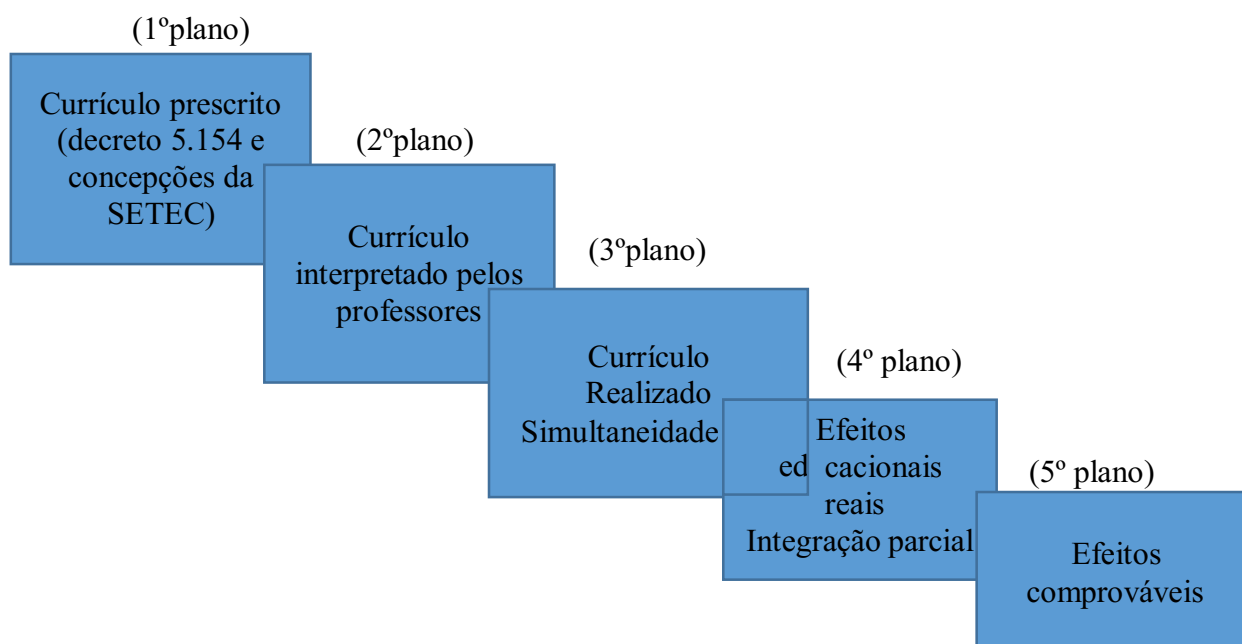 (1ºplano)
Currículo prescrito
(decreto 5.154 e
concepções da
SETEC)
(2ºplano)
Currículo
interpretado pelos
professores
(3ºplano)
Currículo
Realizado
Simultaneidade
(4º plano)
Efeitos
ed cacionais
reais
Integração parcial
(5º plano)
Efeitos
comprováveis